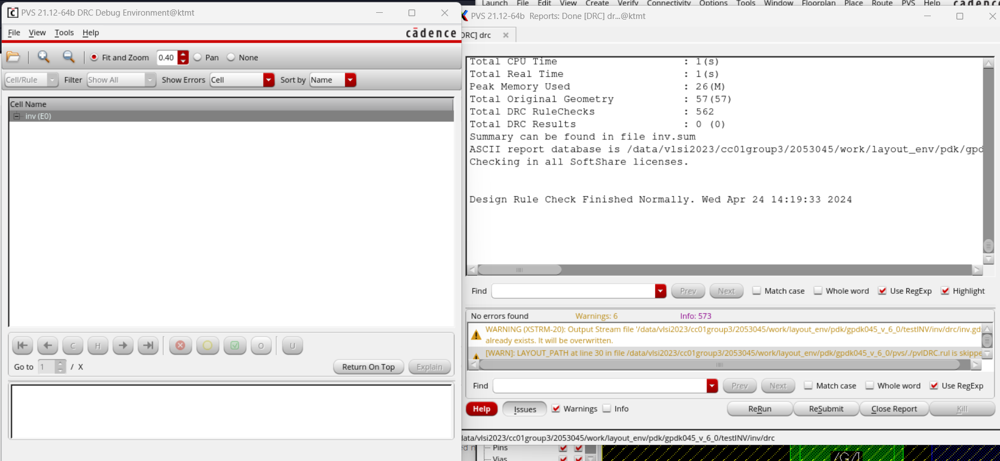 PVS 21.12-64b DRC Debug Environment@ktmt
File View Tools Help
cādence
Fit and Zoom 0.40 Pan None
Cell/Rule Filter Show All Show Errors Cell Sort by Name
Cell Name
inv (E0)
C H O U
Go to 1 / X Return On Top Explain
Launch File Edit View Create Verify Connectivity Options Tools Window Floorplan Place Route PVS Help cādence
PVS 21.12-64b Reports: Done [DRC] dr...@ktmt
DRC] drc
Total CPU Time : 1(s)
Total Real Time : 1(s)
Peak Memory Used : 26(M)
Total Original Geometry : 57(57)
Total DRC RuleChecks : 562
Total DRC Results : 0 (0)
Summary can be found in file inv.sum
ASCII report database is /data/vlsi2023/cc01group3/2053045/work/layout_env/pdk/gpd
Checking in all SoftShare licenses.
Design Rule Check Finished Normally. Wed Apr 24 14:19:33 2024
Find Prev Next Match case Whole word Use RegExp Highlight
No errors found Warnings: 6 Info: 573
WARNING (XSTRM-20): Output Stream file '/data/vlsi2023/cc01group3/2053045/work/layout_env/pdk/gpdk045_v_6_0/testINV/inv/drc/inv.gd
already exists. It will be overwritten.
[WARN]: LAYOUT_PATH at line 30 in file /data/vlsi2023/cc01group3/2053045/work/layout_env/pdk/gpdk045_v_6_0/pvs/./pvlDRC.rul is skippe
Find Prev Next Match case Whole word Use RegExp
Help Issues Warnings Info ReRun ReSubmit Close Report Kill
data/vlsi2023/cc01group3/2053045/work/layout_env/pdk/gpdk045_v_6_0/testINV/inv/drc
Pins
Vias